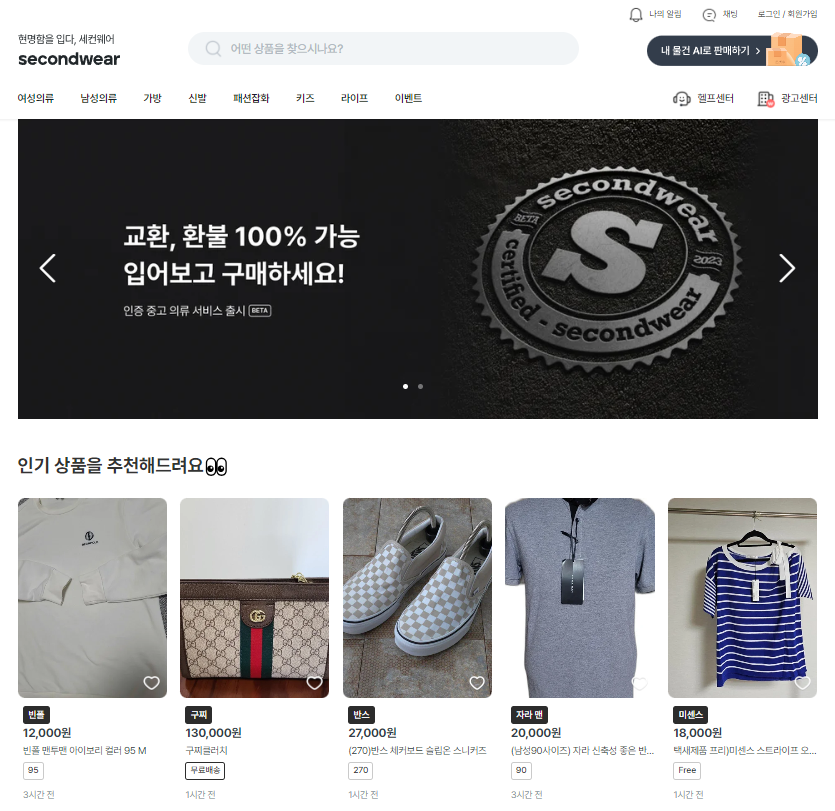 나의 알림
채팅
로그인 / 회원가입
현명함을 입다, 세컨웨어
secondwear
어떤 상품을 찾으시나요?
내 물건 AI로 판매하기
여성의류 남성의류 가방 신발 패션잡화 키즈 라이프 이벤트
헬프센터
광고센터
교환, 환불 100% 가능
입어보고 구매하세요!
인증 중고 의류 서비스 출시 BETA
secondwear
BETA
S
2023
certified - secondwear
인기 상품을 추천해드려요
빈폴
12,000원
빈폴 맨투맨 아이보리 컬러 95 M
95
3시간 전
구찌
130,000원
구찌클러치
무료배송
1시간 전
반스
27,000원
(270)반스 체커보드 슬립온 스니커즈
270
1시간 전
자라 맨
20,000원
(남성90사이즈) 자라 신축성 좋은 반...
90
3시간 전
미센스
18,000원
택새제품 프리)미센스 스트라이프 오...
Free
1시간 전